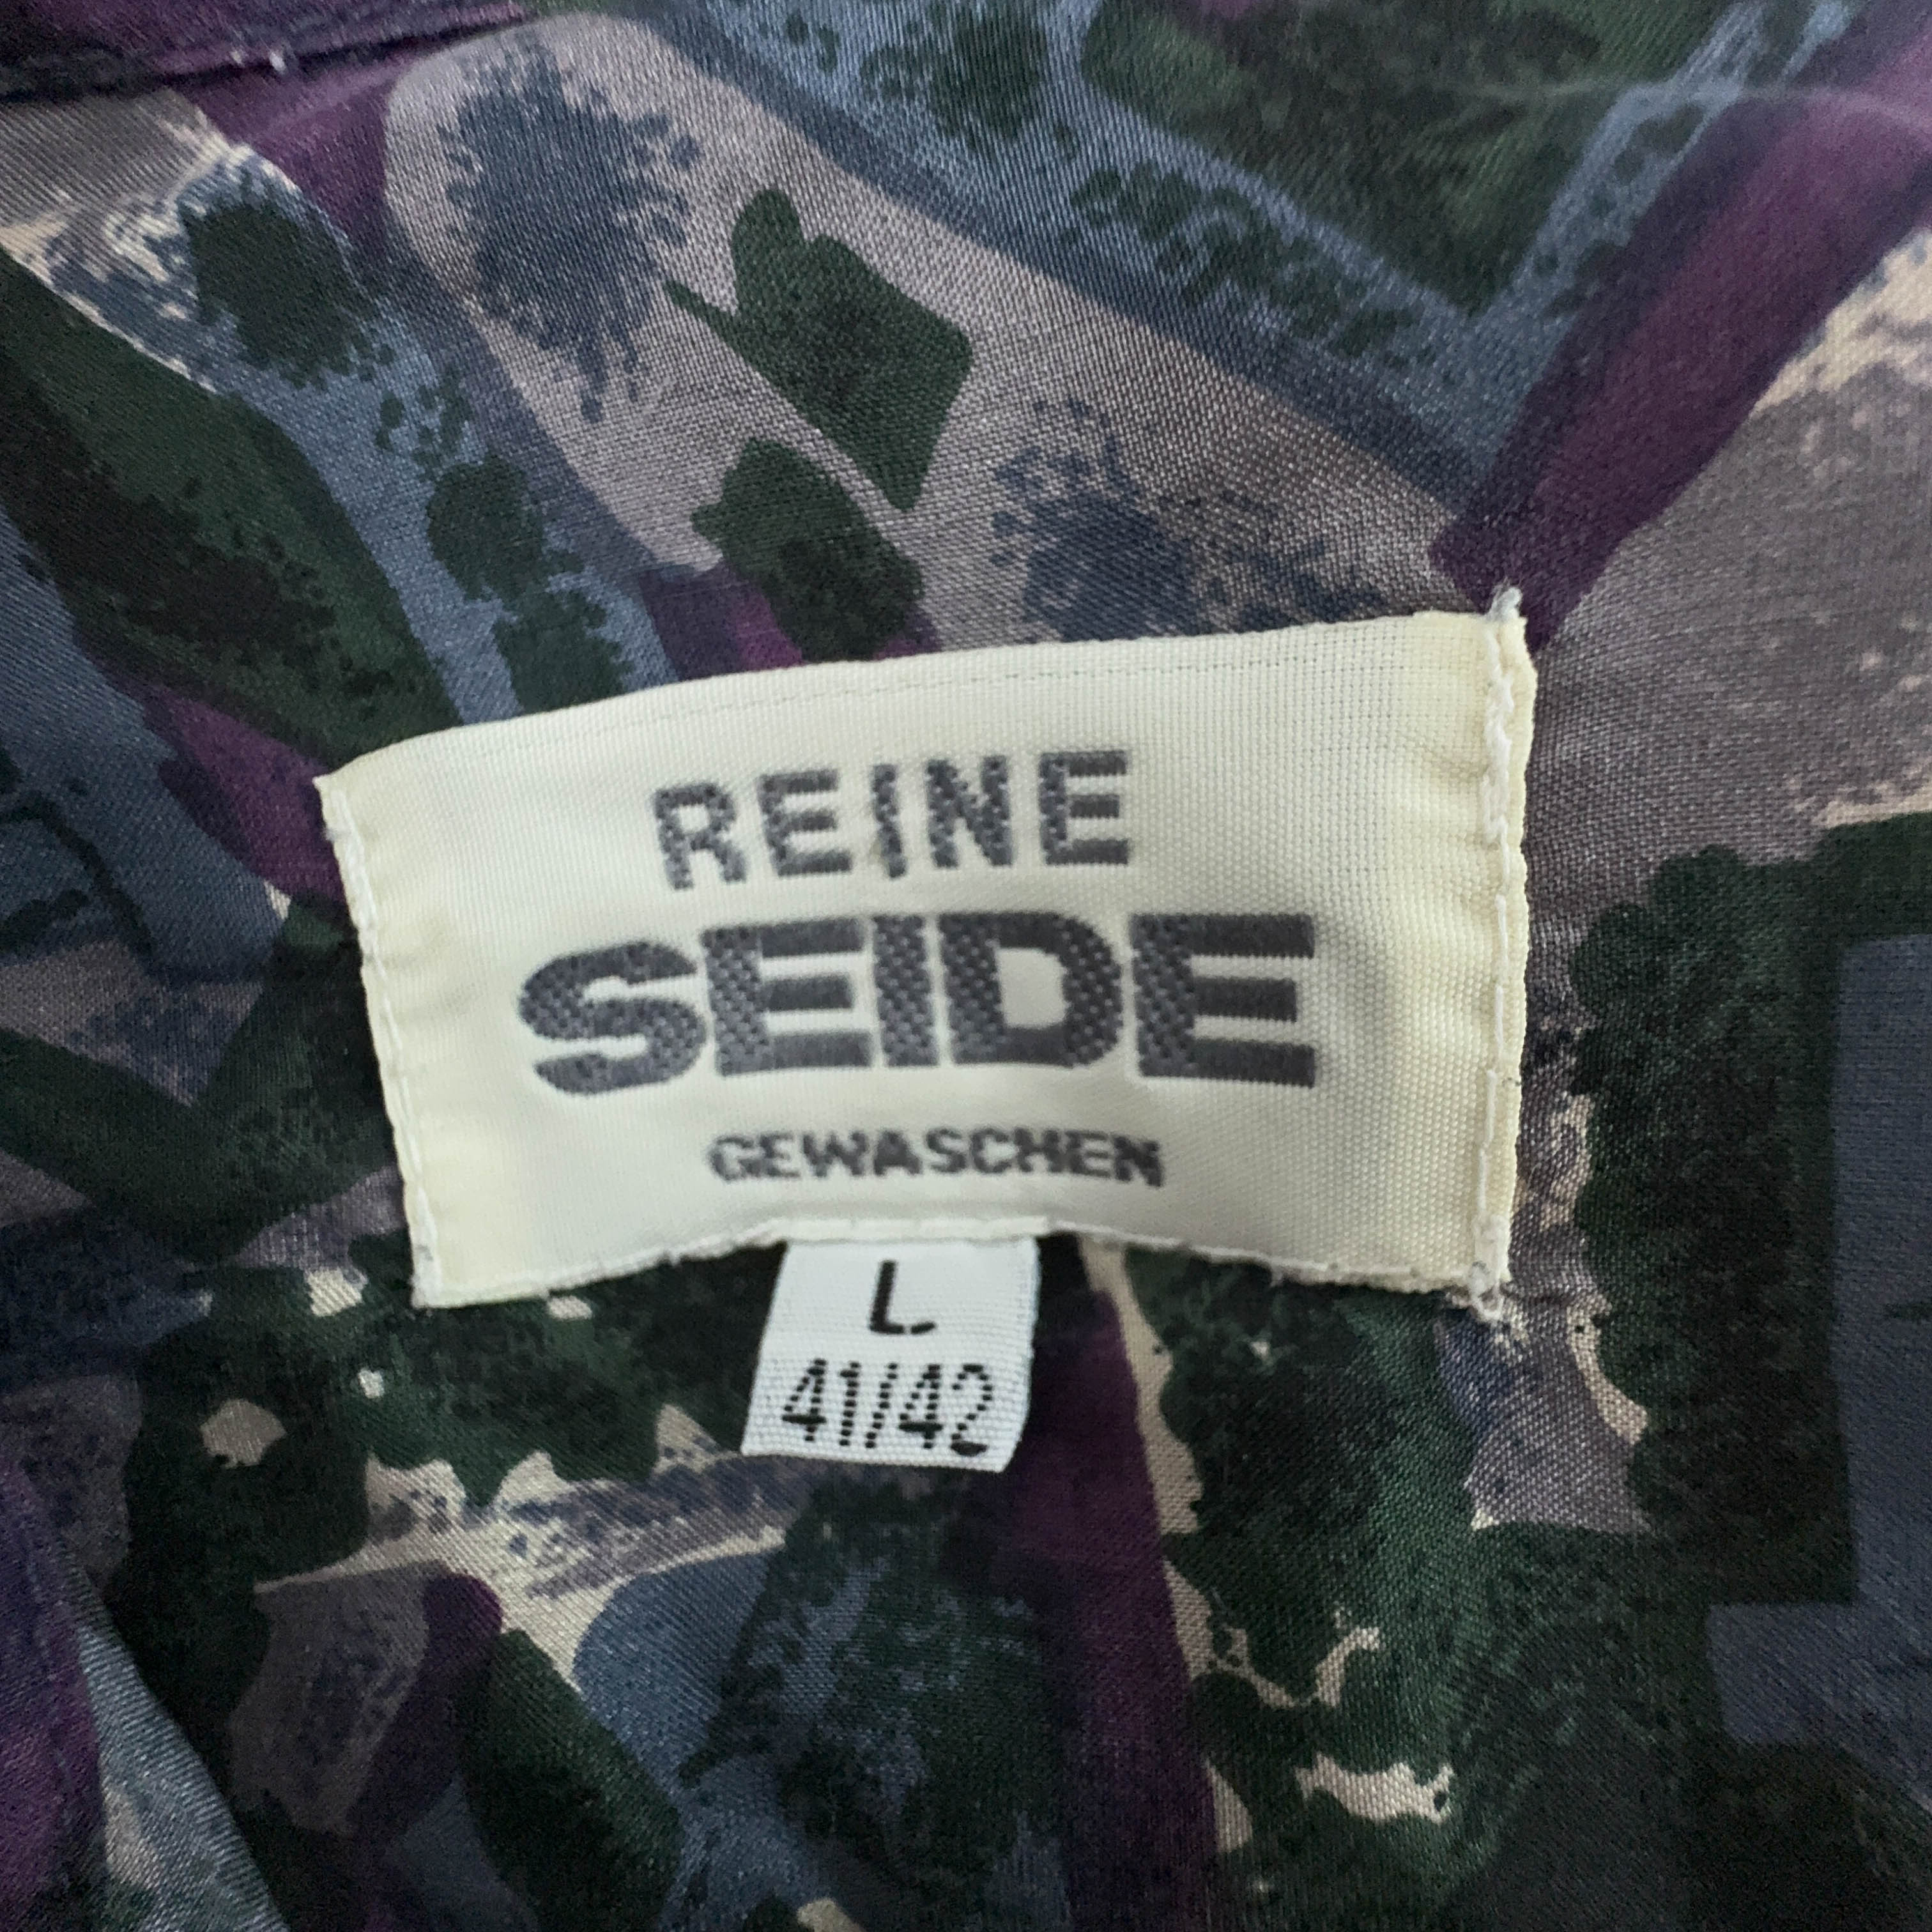 REINE
SEIDE
GEWASCHEN
L
41/42